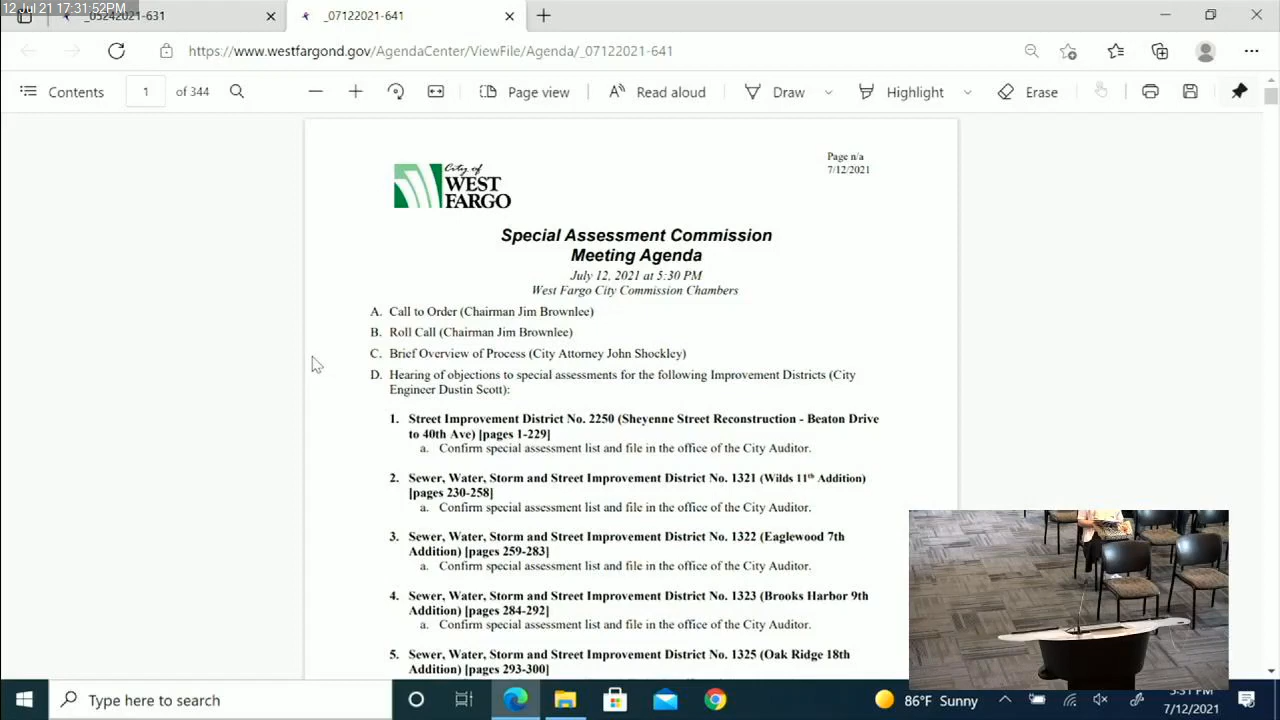 12 Jul 21 17:31:52PM
_05242021-631
_07122021-641
https://www.westfargond.gov/AgendaCenter/ViewFile/Agenda/_07122021-641
Contents 1 of 344 Page view Read aloud Draw Highlight Erase
Page n/a
7/12/2021
City of
WEST
FARGO
Special Assessment Commission
Meeting Agenda
July 12, 2021 at 5:30 PM
West Fargo City Commission Chambers
A. Call to Order (Chairman Jim Brownlee)
B. Roll Call (Chairman Jim Brownlee)
C. Brief Overview of Process (City Attorney John Shockley)
D. Hearing of objections to special assessments for the following Improvement Districts (City
Engineer Dustin Scott):
1. Street Improvement District No. 2250 (Sheyenne Street Reconstruction - Beaton Drive
to 40th Ave) [pages 1-229]
a. Confirm special assessment list and file in the office of the City Auditor.
2. Sewer, Water, Storm and Street Improvement District No. 1321 (Wilds 11th Addition)
[pages 230-258]
a. Confirm special assessment list and file in the office of the City Auditor.
3. Sewer, Water, Storm and Street Improvement District No. 1322 (Eaglewood 7th
Addition) [pages 259-283]
a. Confirm special assessment list and file in the office of the City Auditor.
4. Sewer, Water, Storm and Street Improvement District No. 1323 (Brooks Harbor 9th
Addition) [pages 284-292]
a. Confirm special assessment list and file in the office of the City Auditor.
5. Sewer, Water, Storm and Street Improvement District No. 1325 (Oak Ridge 18th
Addition) [pages 293-300]
Type here to search
86°F Sunny
5:31 PM
7/12/2021